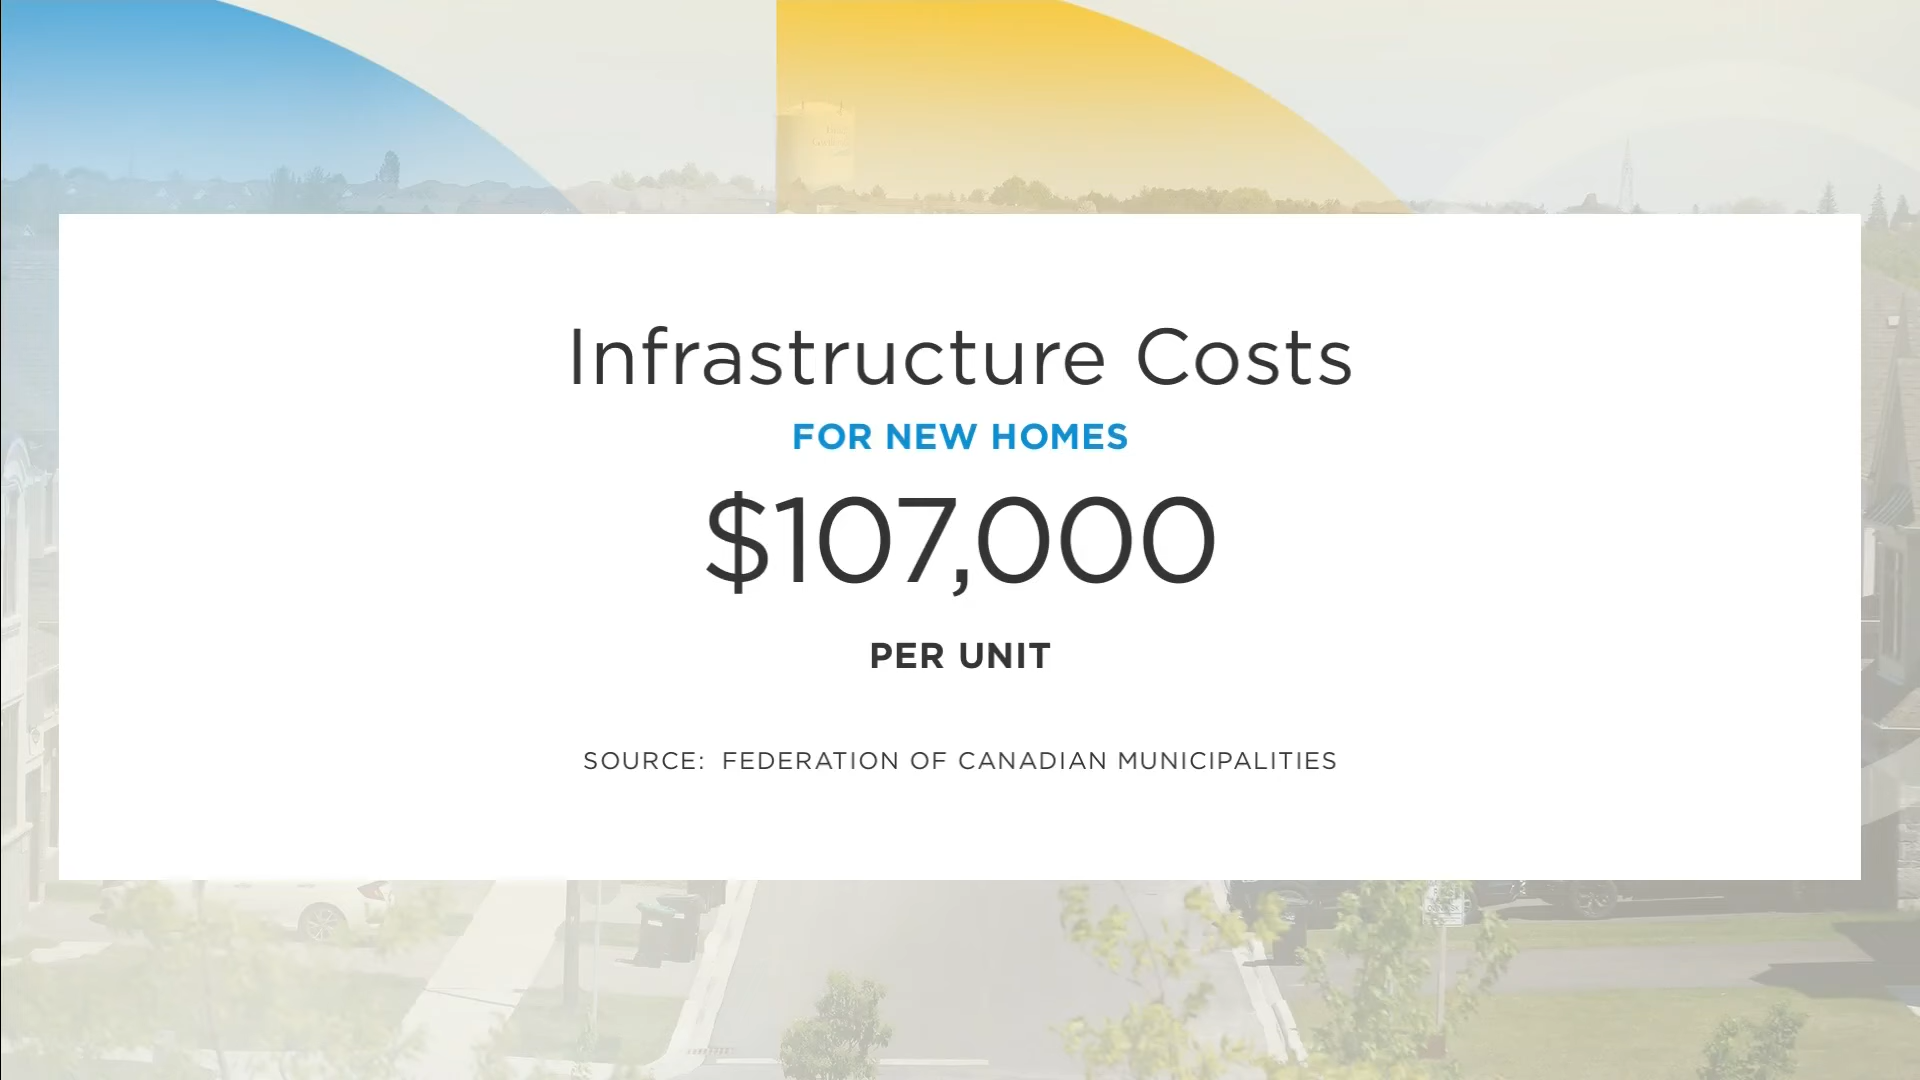 Infrastructure Costs
FOR NEW HOMES
$107,000
PER UNIT
SOURCE: FEDERATION OF CANADIAN MUNICIPALITIES